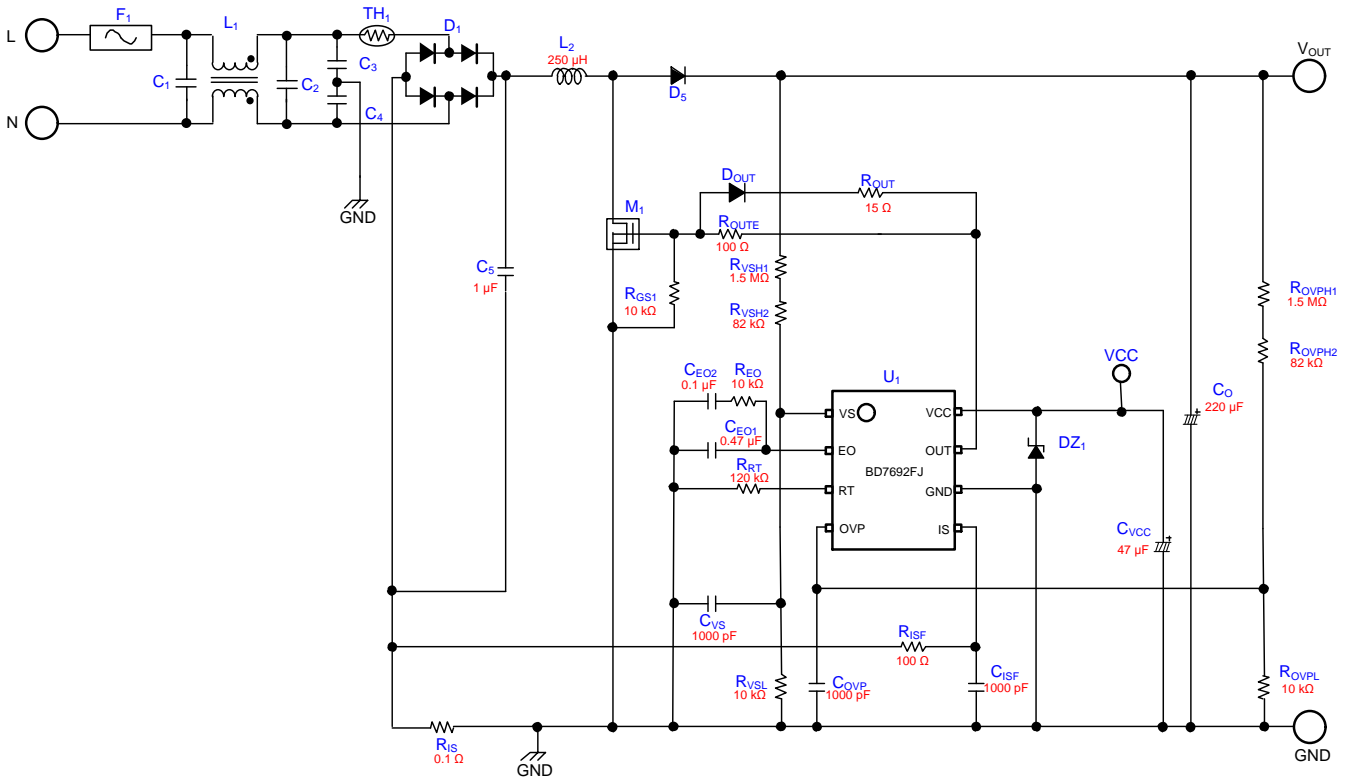 F1
L1
TH1
D1
L
L2
250 µH
VOUT
C1
C2
C3
D5
N
C4
GND
DOUT
ROUT
15 Ω
M1
ROUTE
100 Ω
C5
1 µF
RVSH1
1.5 MΩ
RGS1
10 kΩ
RVSH2
82 kΩ
ROVPH1
1.5 MΩ
ROVPH2
82 kΩ
CEO2
0.1 µF
REO
10 kΩ
U1
VCC
CO
220 µF
VS
VCC
CEO1
0.47 µF
EO
OUT
DZ1
BD7692FJ
RRT
120 kΩ
RT
GND
OVP
IS
CVCC
47 µF
CVS
1000 pF
RISF
100 Ω
RVSL
10 kΩ
COVP
1000 pF
CISF
1000 pF
ROVPL
10 kΩ
RIS
0.1 Ω
GND
GND